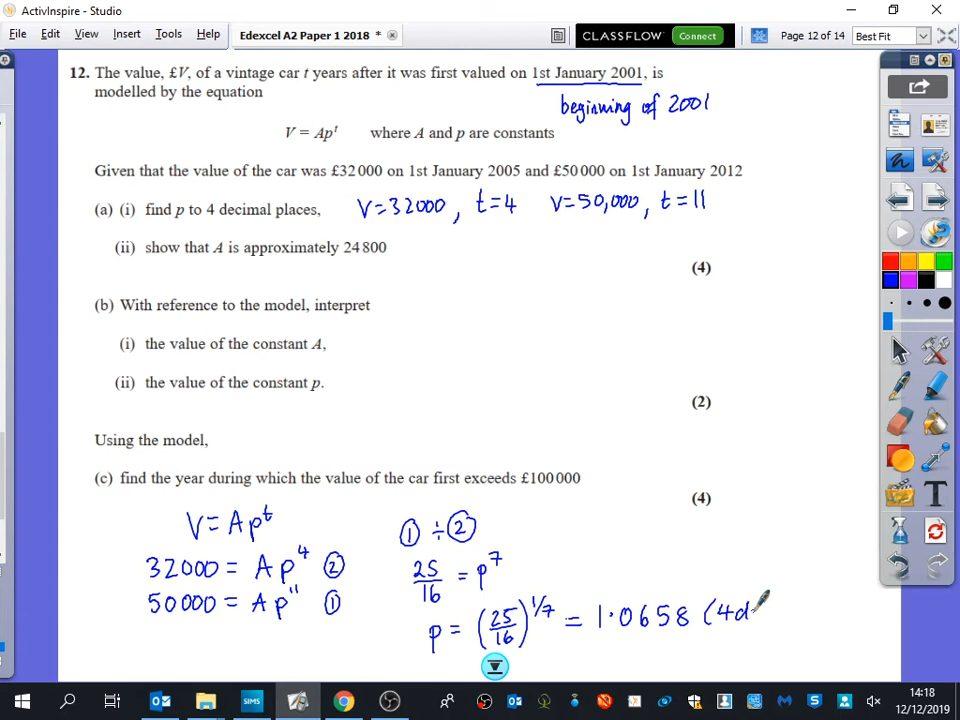 ActivInspire - Studio
File Edit View Insert Tools Help Edexcel A2 Paper 1 2018 * CLASSFLOW Connect Page 12 of 14 Best Fit
12. The value, £V, of a vintage car t years after it was first valued on 1st January 2001, is
modelled by the equation
beginning of 2001
V = Ap^t where A and p are constants
Given that the value of the car was £32 000 on 1st January 2005 and £50 000 on 1st January 2012
(a) (i) find p to 4 decimal places, V=32000, t=4 V=50,000, t=11
(ii) show that A is approximately 24 800
(4)
(b) With reference to the model, interpret
(i) the value of the constant A,
(ii) the value of the constant p.
(2)
Using the model,
(c) find the year during which the value of the car first exceeds £100 000
(4)
V = Ap^t ① ÷ ②
32000 = Ap^4 ② 25/16 = p^7
50000 = Ap^11 ①
p = (25/16)^1/7 = 1.0658 (4d
14:18
12/12/2019